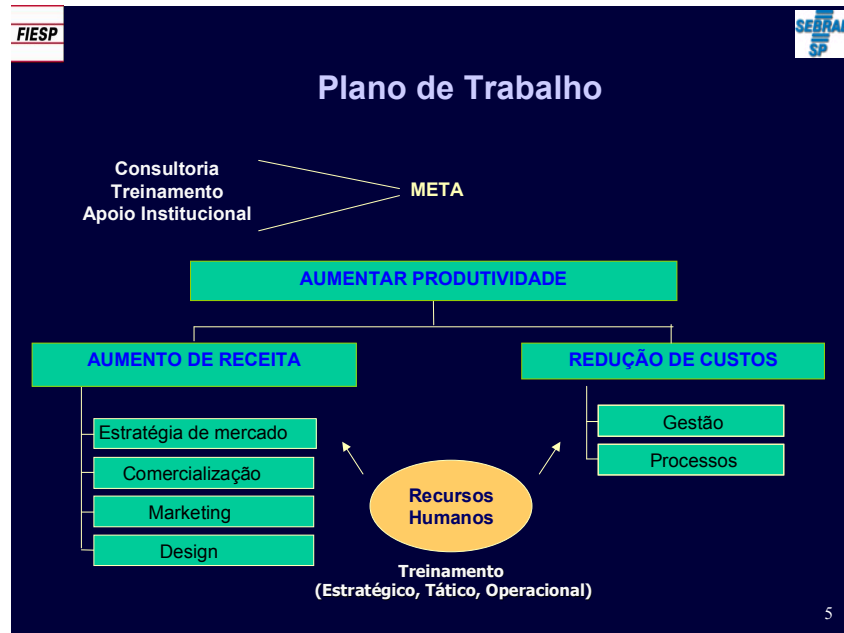 FIESP
SEBRAE
SP
Plano de Trabalho
Consultoria
Treinamento
Apoio Institucional
META
AUMENTAR PRODUTIVIDADE
AUMENTO DE RECEITA
REDUÇÃO DE CUSTOS
Estratégia de mercado
Comercialização
Marketing
Design
Gestão
Processos
Recursos
Humanos
Treinamento
(Estratégico, Tático, Operacional)
5